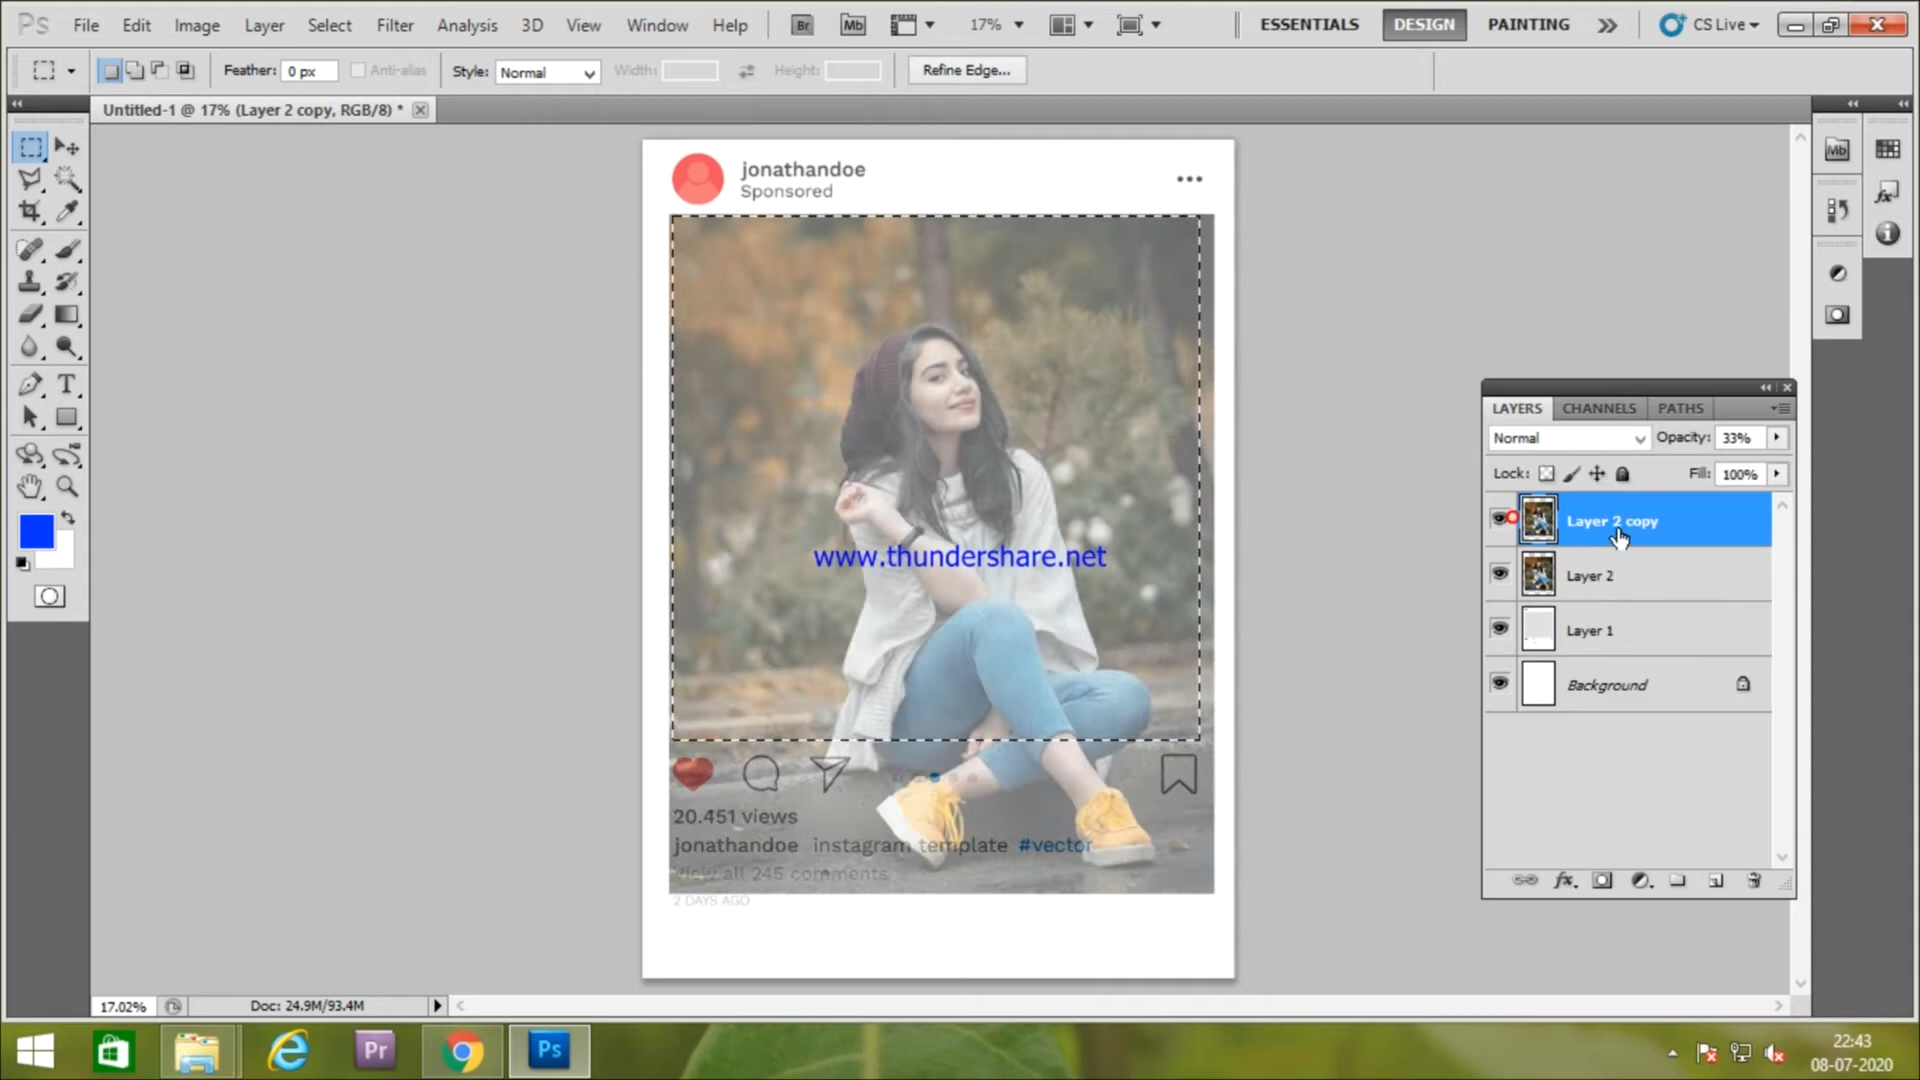 Ps File Edit Image Layer Select Filter Analysis 3D View Window Help Br Mb 17% ESSENTIALS DESIGN PAINTING CS Live
Feather: 0 px Anti-alias Style: Normal Width: Height: Refine Edge...
Untitled-1 @ 17% (Layer 2 copy, RGB/8) *
jonathandoe
Sponsored
www.thundershare.net
20.451 views
jonathandoe instagram template #vector
View all 245 comments
2 DAYS AGO
Mb
LAYERS CHANNELS PATHS
Normal Opacity: 33%
Lock: Fill: 100%
Layer 2 copy
Layer 2
Layer 1
Background
fx
17.02% Doc: 24.9M/93.4M
Pr Ps
22:43
08-07-2020